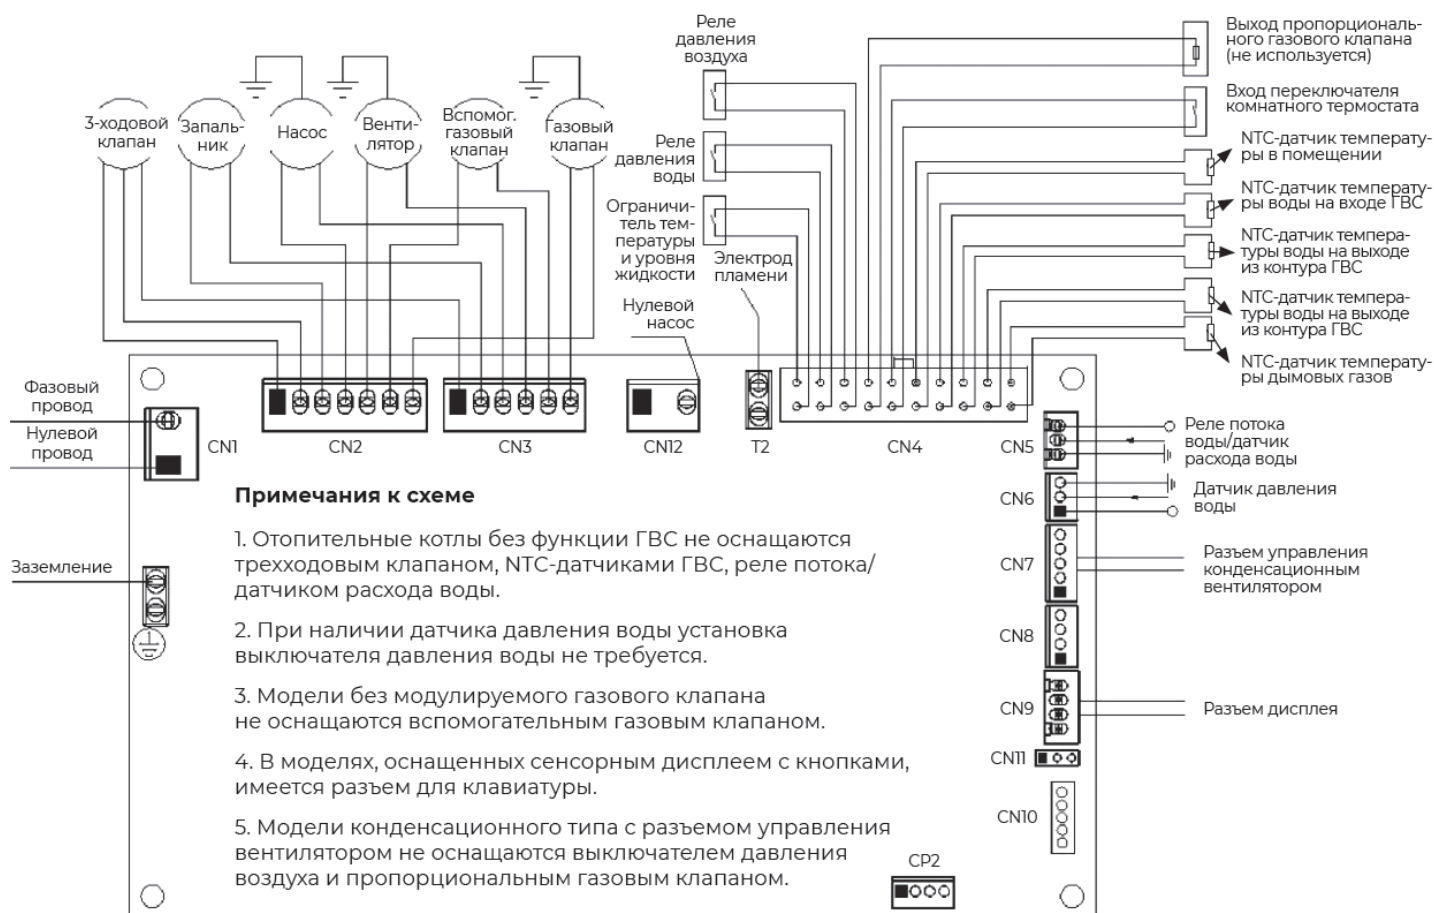 Реле
давления
воздуха
Выход пропорциональ-
ного газового клапана
(не используется)
Вход переключателя
комнатного термостата
3-ходовой
клапан
Запаль-
ник
Насос
Венти-
лятор
Вспомог.
газовый
клапан
Газовый
клапан
Реле
давления
воды
NTC-датчик температу-
ры в помещении
NTC-датчик температу-
ры воды на входе ГВС
Ограничи-
тель тем-
пературы
и уровня
жидкости
Электрод
пламени
NTC-датчик темпера-
туры воды на выходе
из контура ГВС
NTC-датчик темпера-
туры воды на выходе
из контура ГВС
Нулевой
насос
NTC-датчик температу-
ры дымовых газов
Фазовый
провод
Нулевой
провод
CN1
CN2
CN3
CN12
T2
CN4
CN5
Реле потока
воды/датчик
расхода воды
CN6
Датчик давления
воды
CN7
Разъем управления
конденсационным
вентилятором
CN8
CN9
Разъем дисплея
CN11
CN10
CP2
Заземление
Примечания к схеме
1. Отопительные котлы без функции ГВС не оснащаются
трехходовым клапаном, NTC-датчиками ГВС, реле потока/
датчиком расхода воды.
2. При наличии датчика давления воды установка
выключателя давления воды не требуется.
3. Модели без модулируемого газового клапана
не оснащаются вспомогательным газовым клапаном.
4. В моделях, оснащенных сенсорным дисплеем с кнопками,
имеется разъем для клавиатуры.
5. Модели конденсационного типа с разъемом управления
вентилятором не оснащаются выключателем давления
воздуха и пропорциональным газовым клапаном.